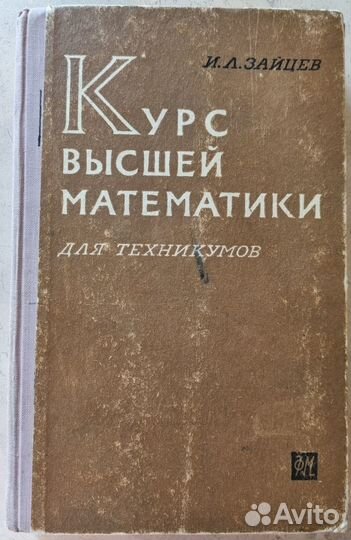 И.Л. ЗАЙЦЕВ
КУРС
ВЫСШЕЙ
МАТЕМАТИКИ
ДЛЯ ТЕХНИКУМОВ
ФМ
Avito